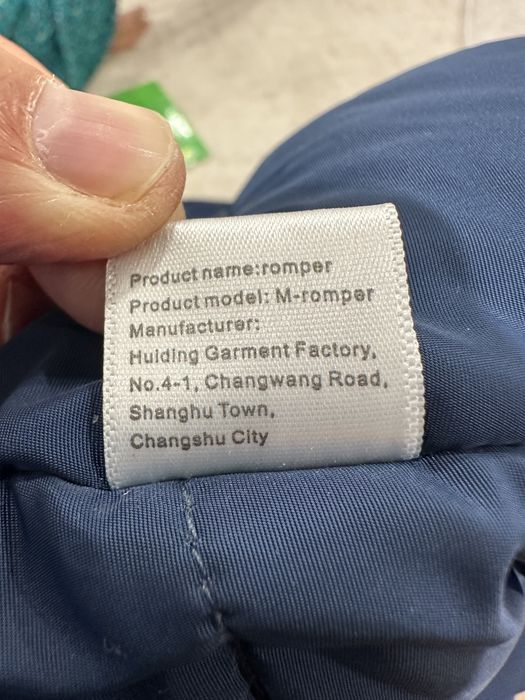 Product name:romper
Product model: M-romper
Manufacturer:
Huiding Garment Factory,
No.4-1, Changwang Road,
Shanghu Town,
Changshu City